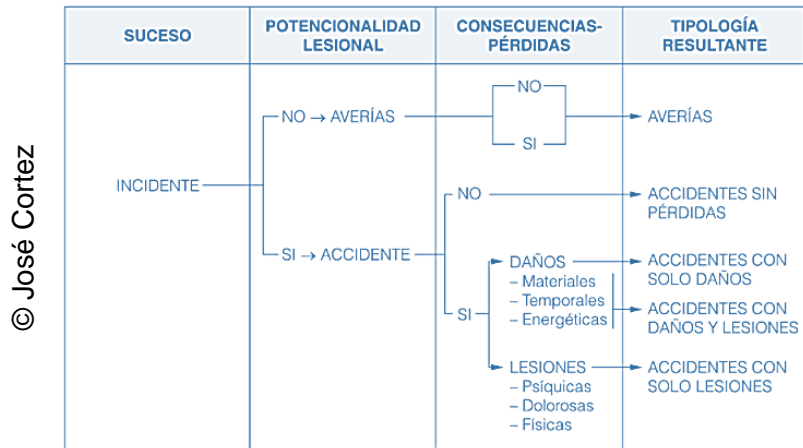 SUCESO
POTENCIONALIDAD
LESIONAL
CONSECUENCIAS-
PÉRDIDAS
TIPOLOGÍA
RESULTANTE
INCIDENTE
NO → AVERÍAS
NO
SI
AVERÍAS
SI → ACCIDENTE
NO
ACCIDENTES SIN
PÉRDIDAS
SI
DAÑOS
– Materiales
– Temporales
– Energéticas
ACCIDENTES CON
SOLO DAÑOS
ACCIDENTES CON
DAÑOS Y LESIONES
LESIONES
– Psíquicas
– Dolorosas
– Físicas
ACCIDENTES CON
SOLO LESIONES
© José Cortez